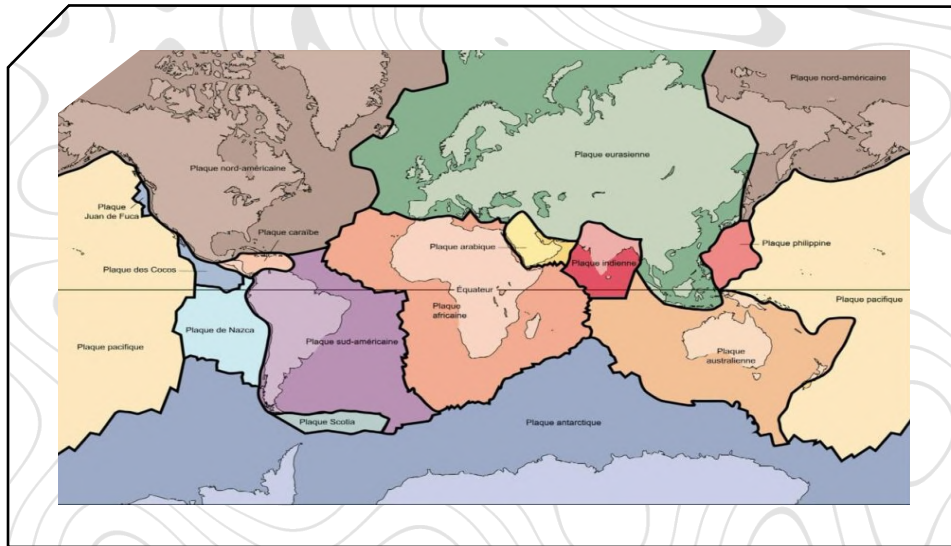 Plaque nord-américaine
Plaque eurasienne
Plaque nord-américaine
Plaque
Juan de Fuca
Plaque caraïbe
Plaque arabique
Plaque philippine
Plaque des Cocos
Plaque indienne
Équateur
Plaque
africaine
Plaque pacifique
Plaque de Nazca
Plaque sud-américaine
Plaque pacifique
Plaque
australienne
Plaque Scotia
Plaque antarctique